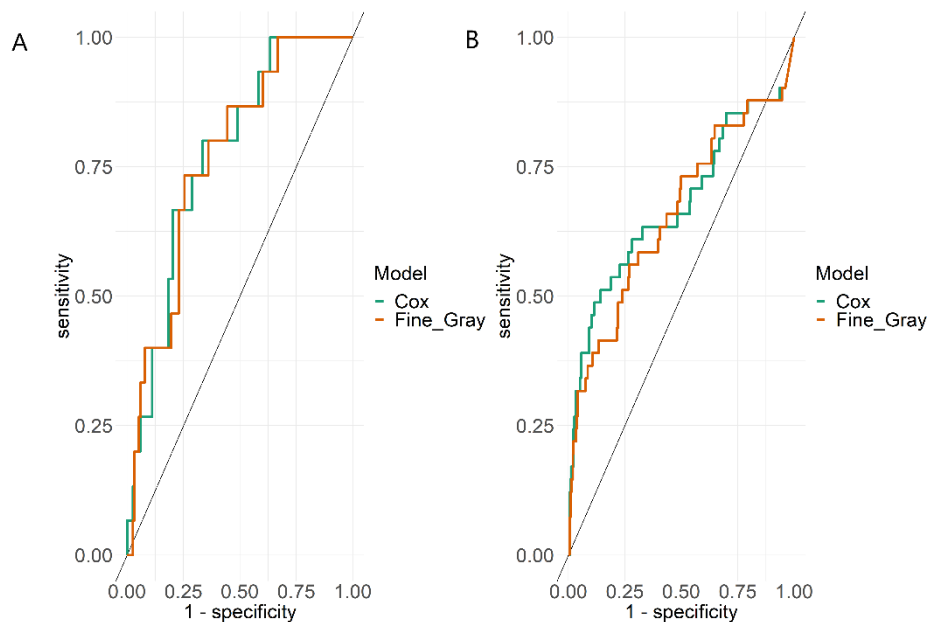 A
1.00
0.75
0.50
0.25
0.00
sensitivity
0.00 0.25 0.50 0.75 1.00
1 - specificity
Model
Cox
Fine_Gray
B
1.00
0.75
0.50
0.25
0.00
sensitivity
0.00 0.25 0.50 0.75 1.00
1 - specificity
Model
Cox
Fine_Gray